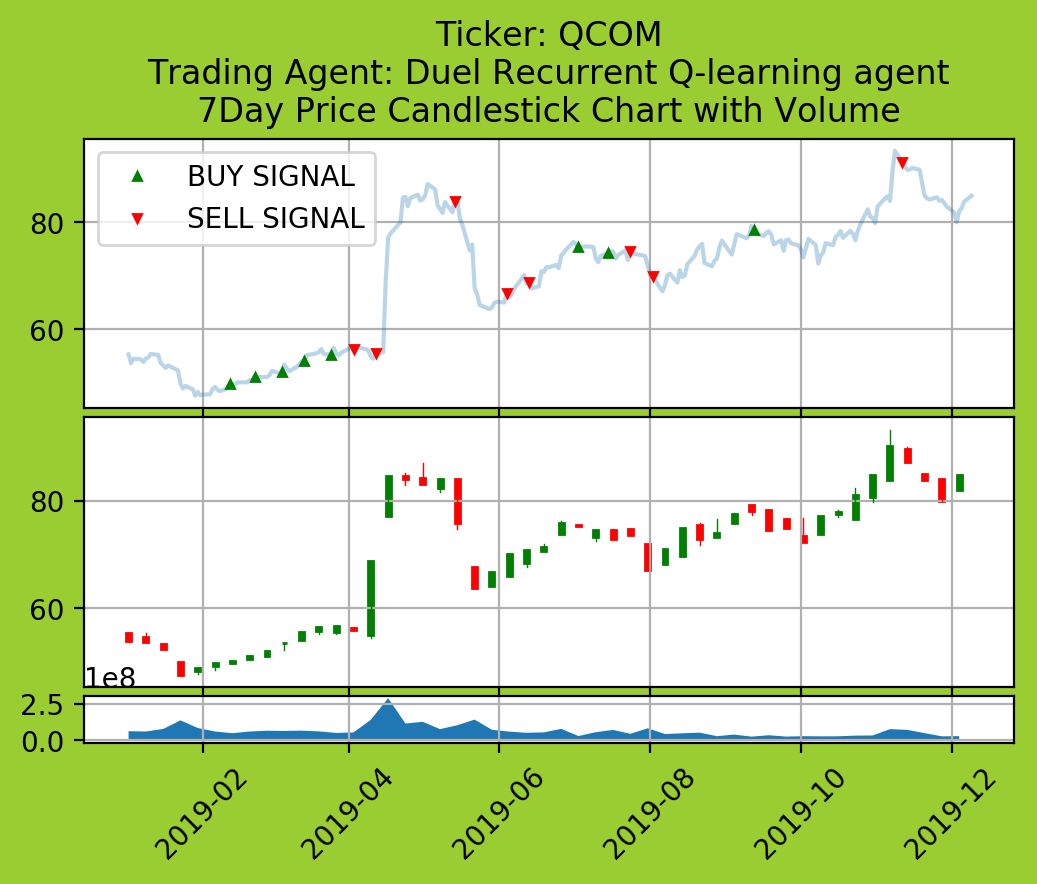 Ticker: QCOM
Trading Agent: Duel Recurrent Q-learning agent
7Day Price Candlestick Chart with Volume
BUY SIGNAL
SELL SIGNAL
80
60
80
60
1e8
2.5
0.0
2019-02
2019-04
2019-06
2019-08
2019-10
2019-12